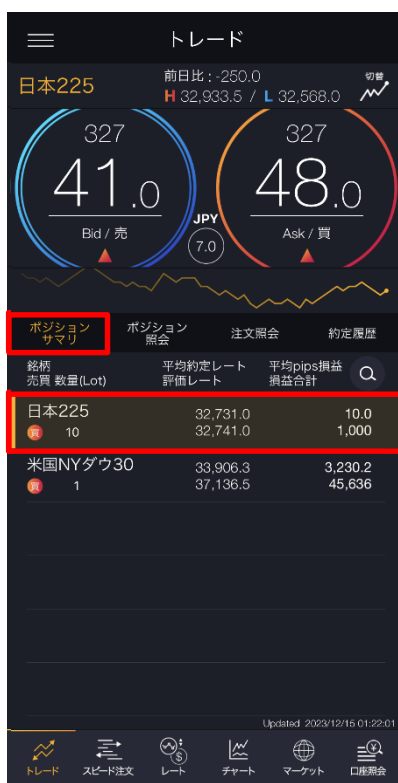 トレード
日本225
前日比 : -250.0
H 32,933.5 / L 32,568.0
切替
327
41.0
Bid / 売
JPY
7.0
327
48.0
Ask / 買
ポジション
サマリ
ポジション
照会
注文照会
約定履歴
銘柄
売買 数量(Lot)
平均約定レート
評価レート
平均pips損益
損益合計
日本225 32,731.0 10.0
買 10 32,741.0 1,000
米国NYダウ30 33,906.3 3,230.2
買 1 37,136.5 45,636
Updated 2023/12/15 01:22:01
トレード
スピード注文
レート
チャート
マーケット
口座照会